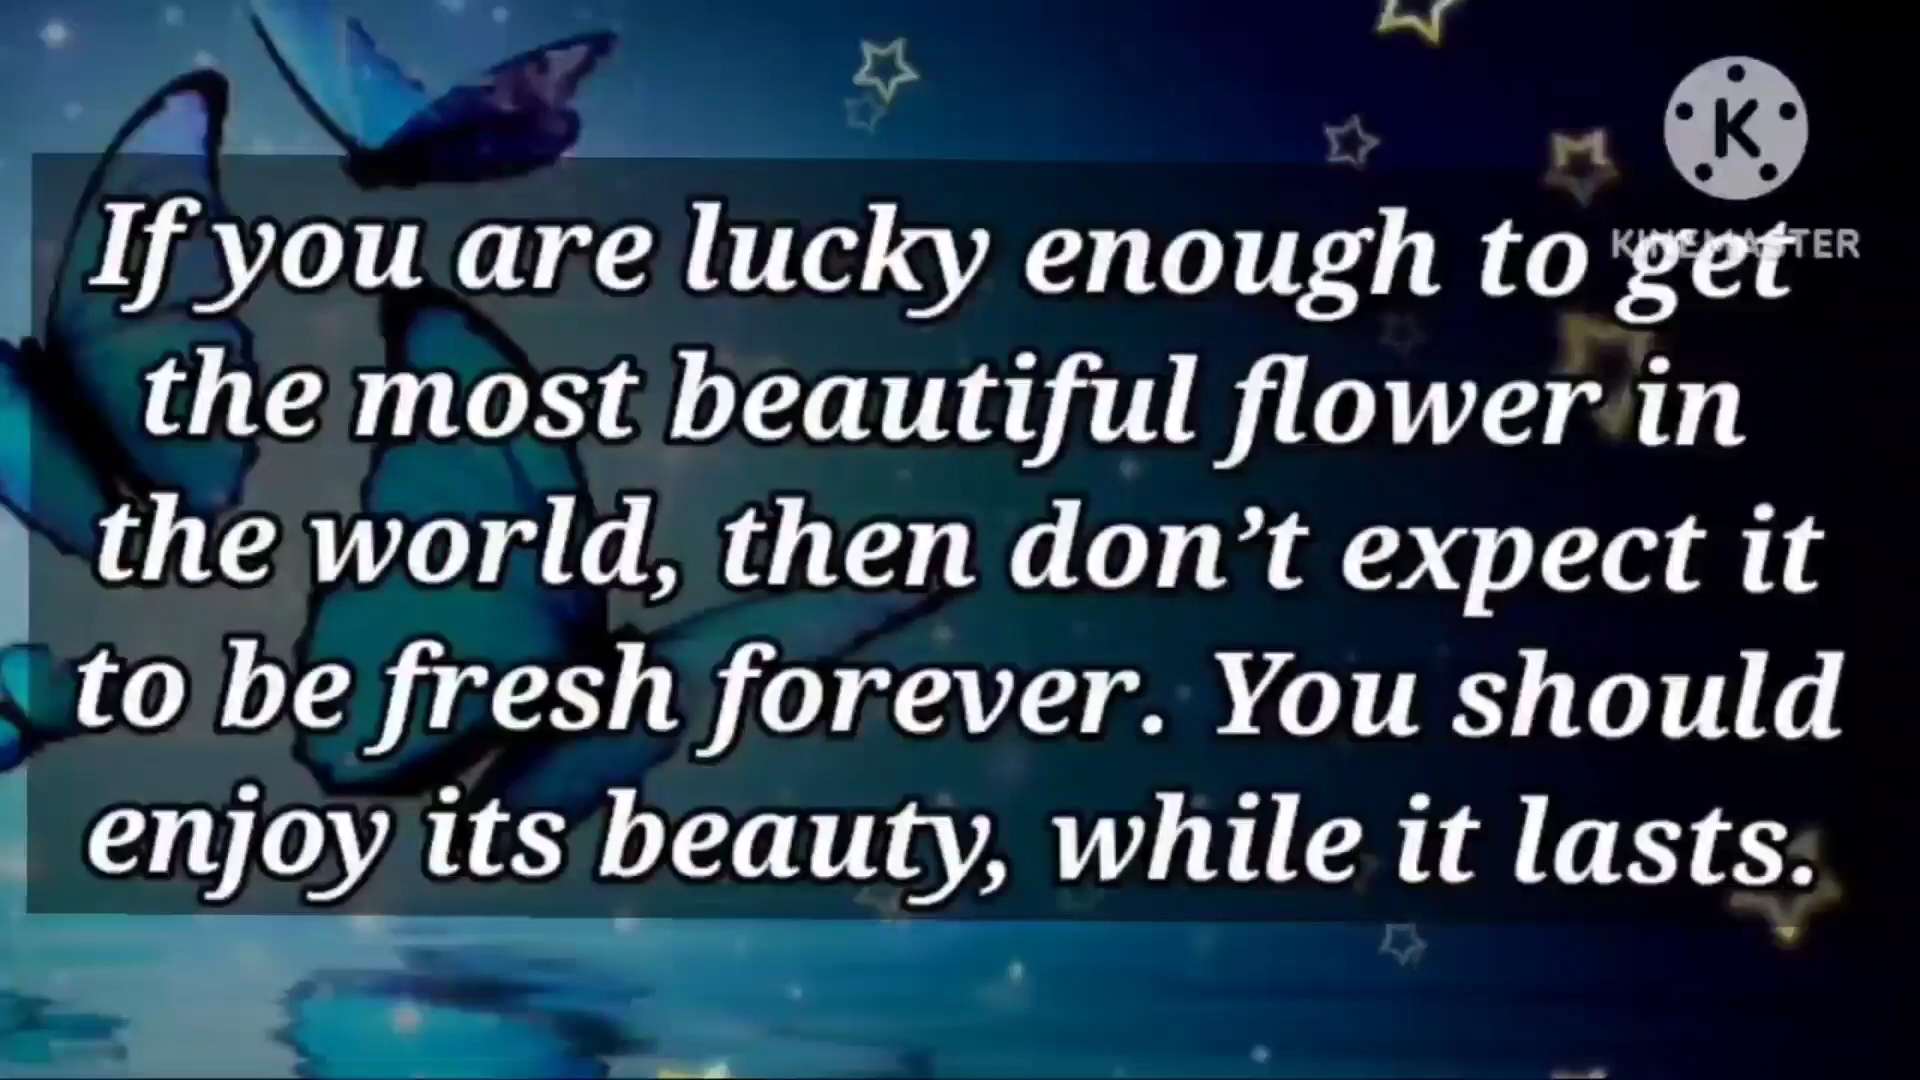 K
KINEMASTER
If you are lucky enough to get
the most beautiful flower in
the world, then don’t expect it
to be fresh forever. You should
enjoy its beauty, while it lasts.